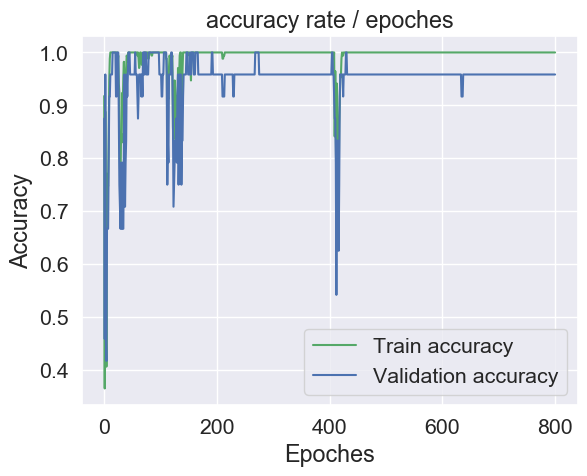 accuracy rate / epoches
1.0
0.9
0.8
0.7
0.6
0.5
0.4
Accuracy
Train accuracy
Validation accuracy
0
200
400
600
800
Epoches